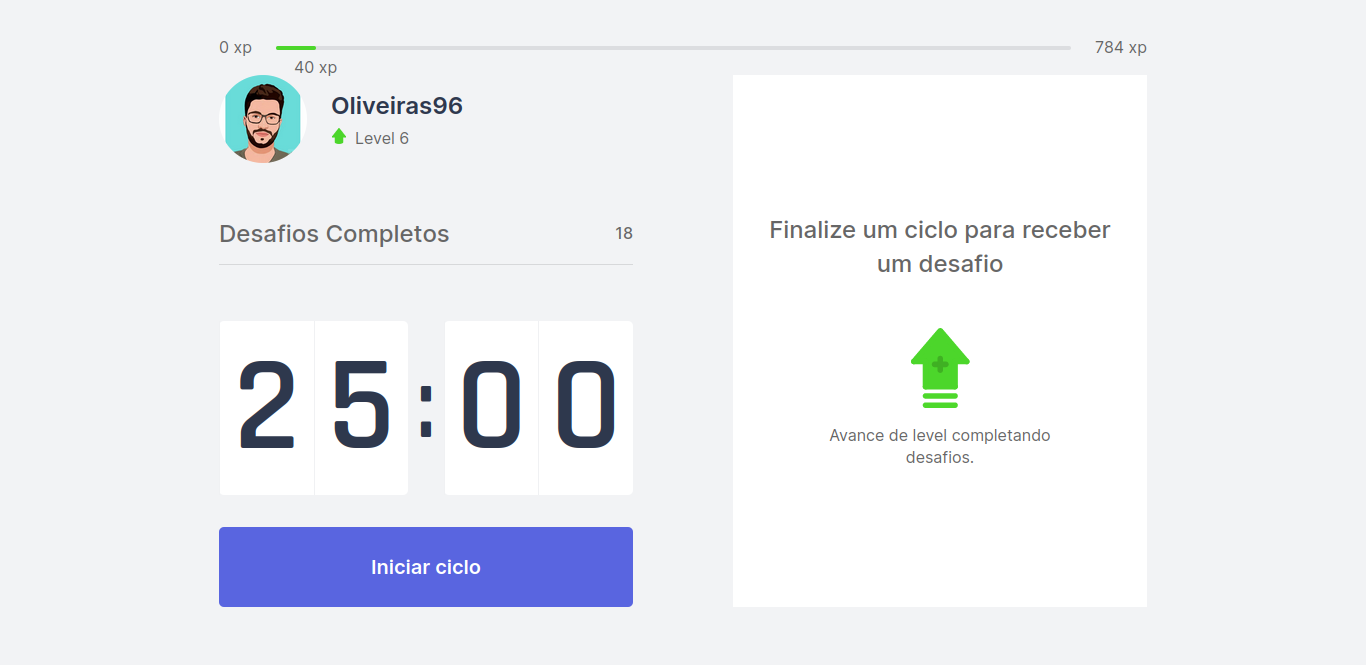 0 xp
784 xp
40 xp
Oliveiras96
Level 6
Desafios Completos
18
25:00
Iniciar ciclo
Finalize um ciclo para receber
um desafio
Avance de level completando
desafios.